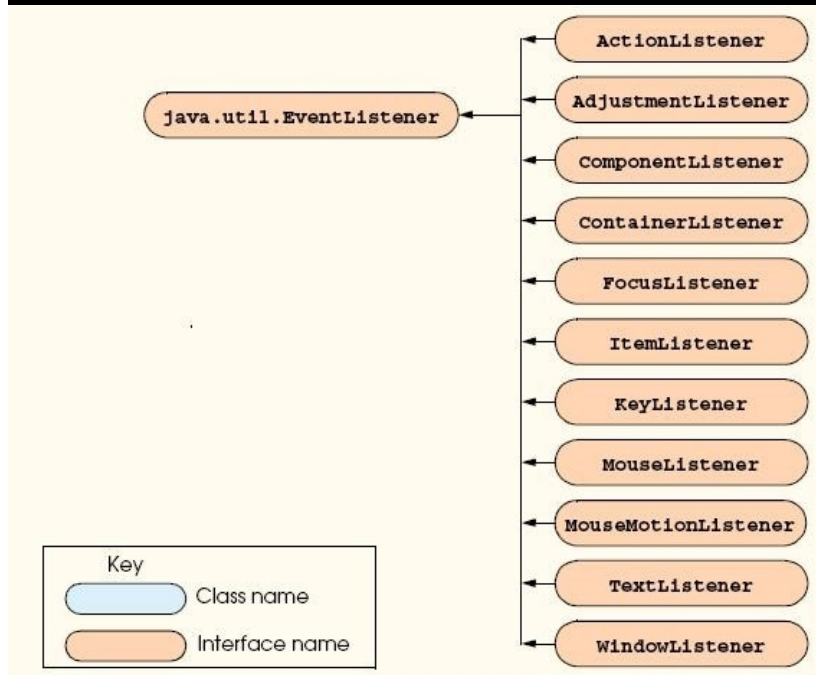 ActionListener
AdjustmentListener
java.util.EventListener
ComponentListener
ContainerListener
FocusListener
ItemListener
KeyListener
MouseListener
MouseMotionListener
TextListener
WindowListener
Key
Class name
Interface name